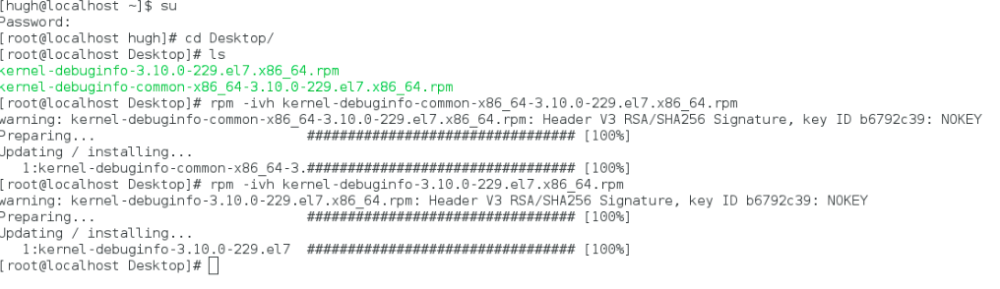 [hugh@localhost ~]$ su
Password:
[root@localhost hugh]# cd Desktop/
[root@localhost Desktop]# ls
kernel-debuginfo-3.10.0-229.el7.x86_64.rpm
kernel-debuginfo-common-x86_64-3.10.0-229.el7.x86_64.rpm
[root@localhost Desktop]# rpm -ivh kernel-debuginfo-common-x86_64-3.10.0-229.el7.x86_64.rpm
warning: kernel-debuginfo-common-x86_64-3.10.0-229.el7.x86_64.rpm: Header V3 RSA/SHA256 Signature, key ID b6792c39: NOKEY
Preparing...                          ################################# [100%]
Updating / installing...
   1:kernel-debuginfo-common-x86_64-3.################################# [100%]
[root@localhost Desktop]# rpm -ivh kernel-debuginfo-3.10.0-229.el7.x86_64.rpm
warning: kernel-debuginfo-3.10.0-229.el7.x86_64.rpm: Header V3 RSA/SHA256 Signature, key ID b6792c39: NOKEY
Preparing...                          ################################# [100%]
Updating / installing...
   1:kernel-debuginfo-3.10.0-229.el7  ################################# [100%]
[root@localhost Desktop]#